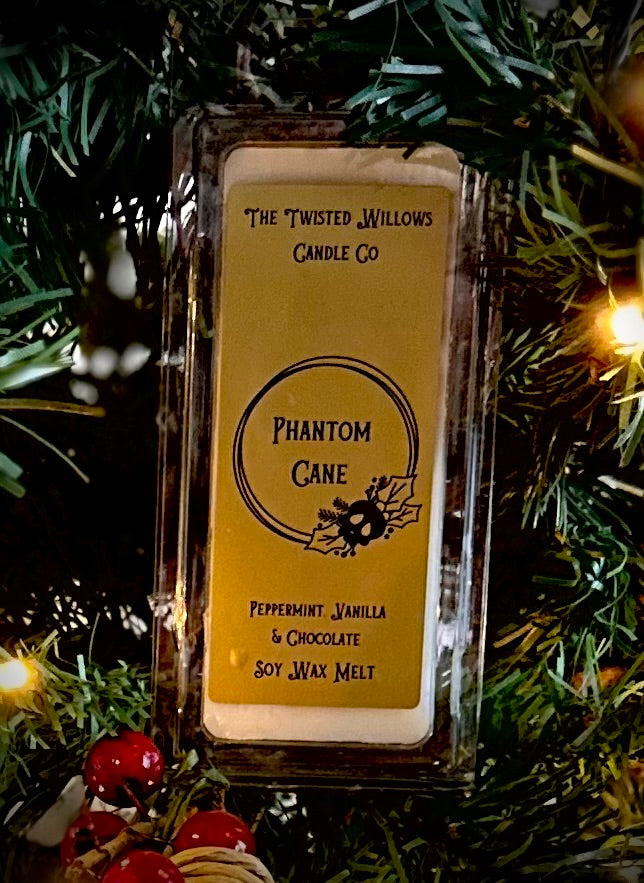 The Twisted Willows
Candle Co
Phantom
Cane
Peppermint, Vanilla
& Chocolate
Soy Wax Melt